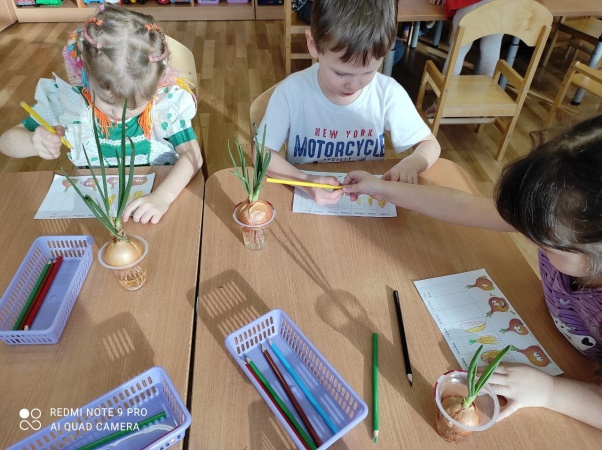 NEW YORK
MOTORCYCLE
REDMI NOTE 9 PRO
AI QUAD CAMERA